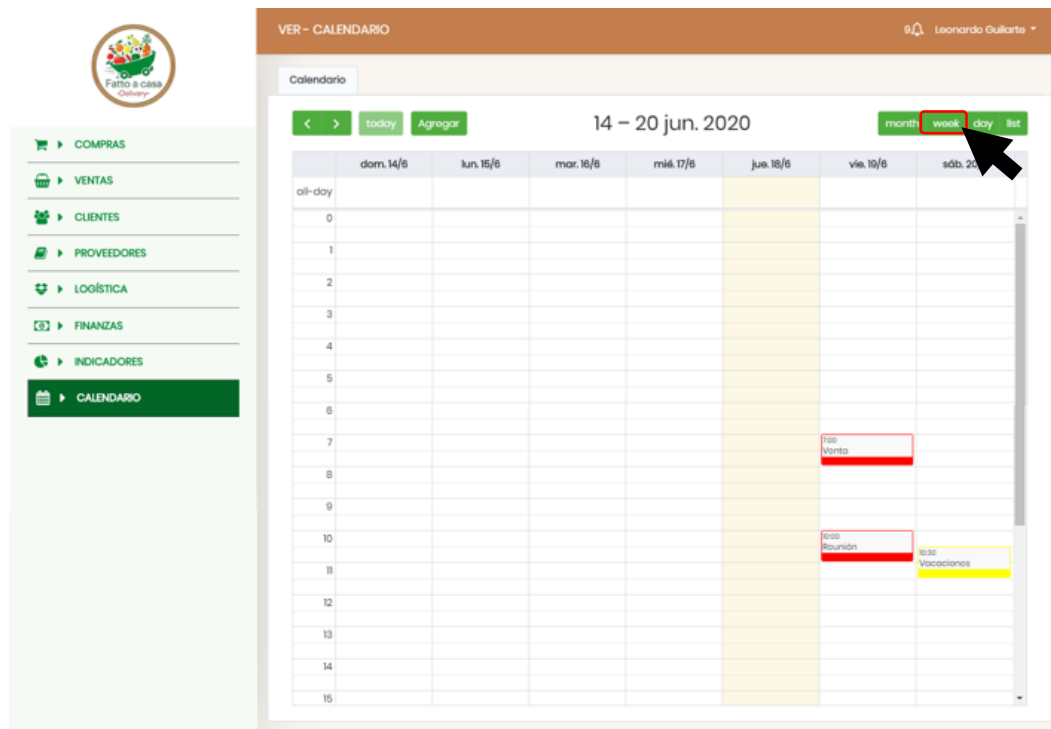 Fatto a casa
-Delivery-
COMPRAS
VENTAS
CLIENTES
PROVEEDORES
LOGÍSTICA
FINANZAS
INDICADORES
CALENDARIO
VER - CALENDARIO
9 Leonardo Guilarte
Calendario
today Agregar 14 – 20 jun. 2020 month week day list
dom. 14/6 lun. 15/6 mar. 16/6 mié. 17/6 jue. 18/6 vie. 19/6 sáb. 20
all-day
0
1
2
3
4
5
6
7
7:00
Venta
8
9
10
10:00
Reunión
10:30
Vacaciones
11
12
13
14
15